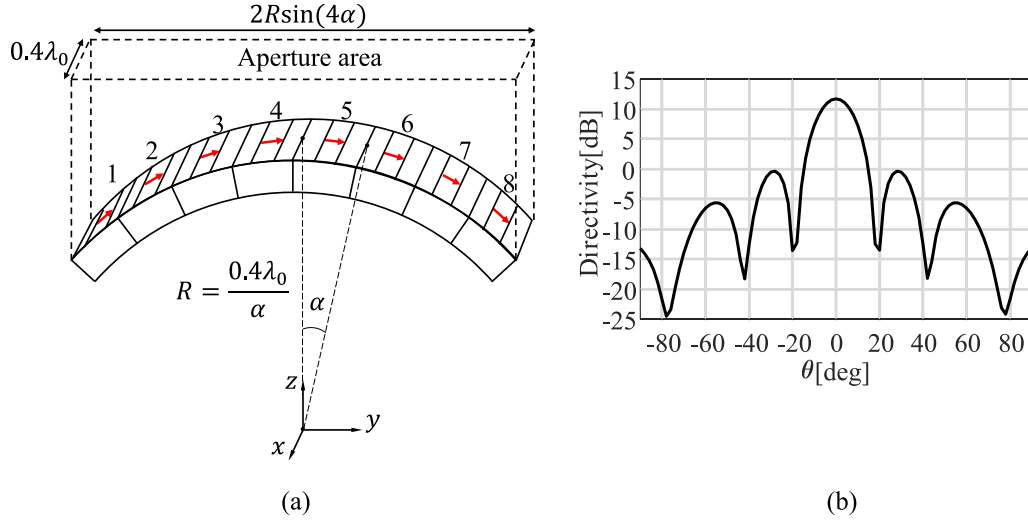 2Rsin(4α)
0.4λ₀
Aperture area
1 2 3 4 5 6 7 8
R = 0.4λ₀/α
α
z
y
x
(a)
15
10
5
0
-5
-10
-15
-20
-25
Directivity[dB]
-80 -60 -40 -20 0 20 40 60 80
θ[deg]
(b)